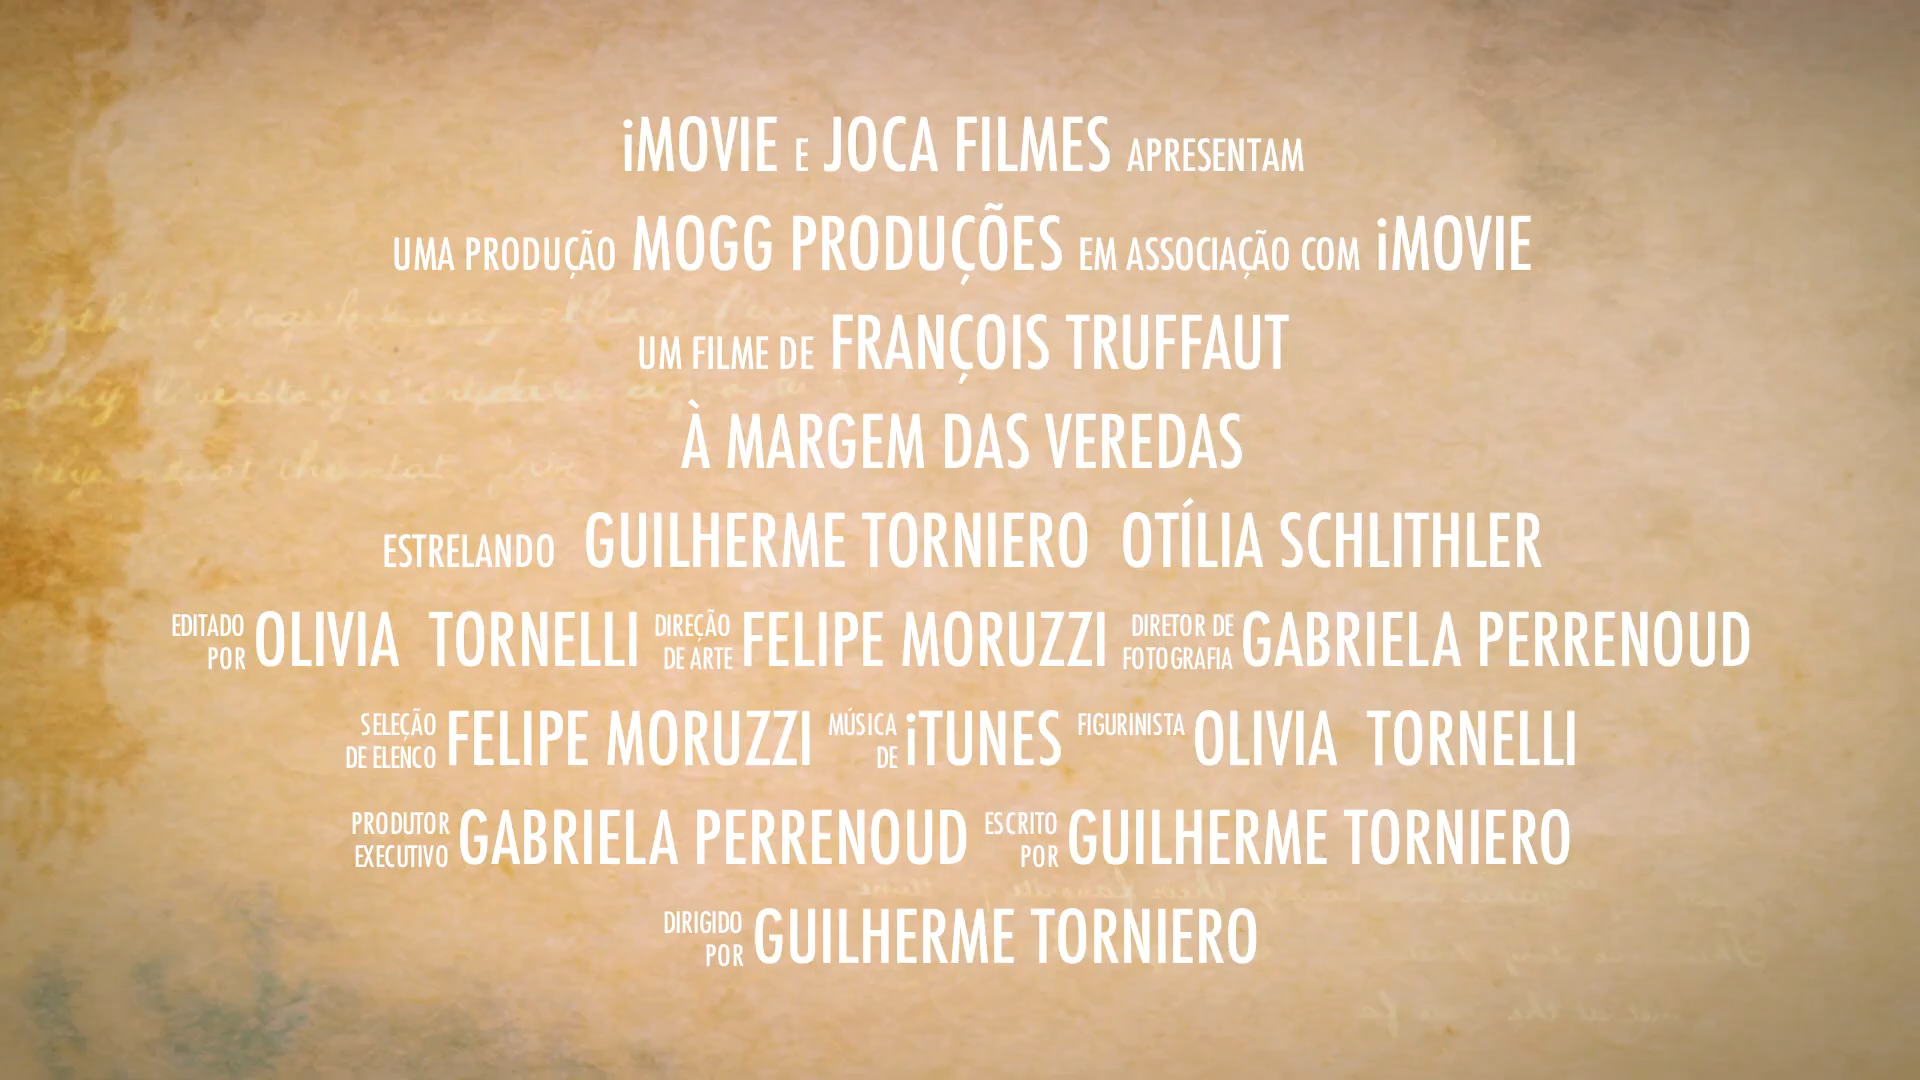 iMOVIE E JOCA FILMES APRESENTAM
UMA PRODUÇÃO MOGG PRODUÇÕES EM ASSOCIAÇÃO COM iMOVIE
UM FILME DE FRANÇOIS TRUFFAUT
À MARGEM DAS VEREDAS
ESTRELANDO GUILHERME TORNIERO OTÍLIA SCHLITHLER
EDITADO POR OLIVIA TORNELLI DIREÇÃO DE ARTE FELIPE MORUZZI DIRETOR DE FOTOGRAFIA GABRIELA PERRENOUD
SELEÇÃO DE ELENCO FELIPE MORUZZI MÚSICA DE iTUNES FIGURINISTA OLIVIA TORNELLI
PRODUTOR EXECUTIVO GABRIELA PERRENOUD ESCRITO POR GUILHERME TORNIERO
DIRIGIDO POR GUILHERME TORNIERO